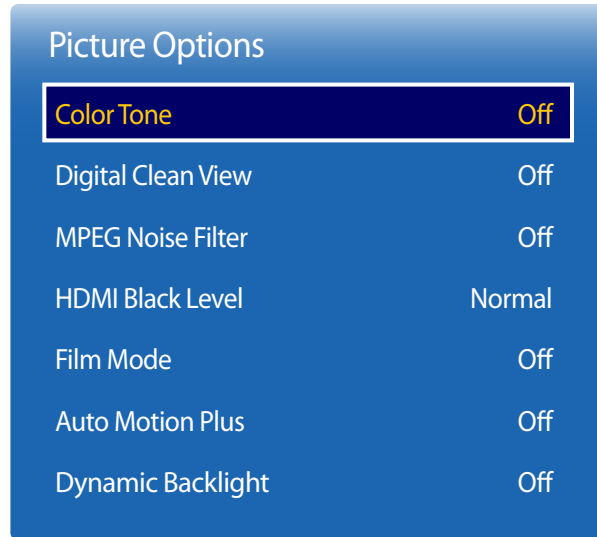 Picture Options
Color Tone Off
Digital Clean View Off
MPEG Noise Filter Off
HDMI Black Level Normal
Film Mode Off
Auto Motion Plus Off
Dynamic Backlight Off